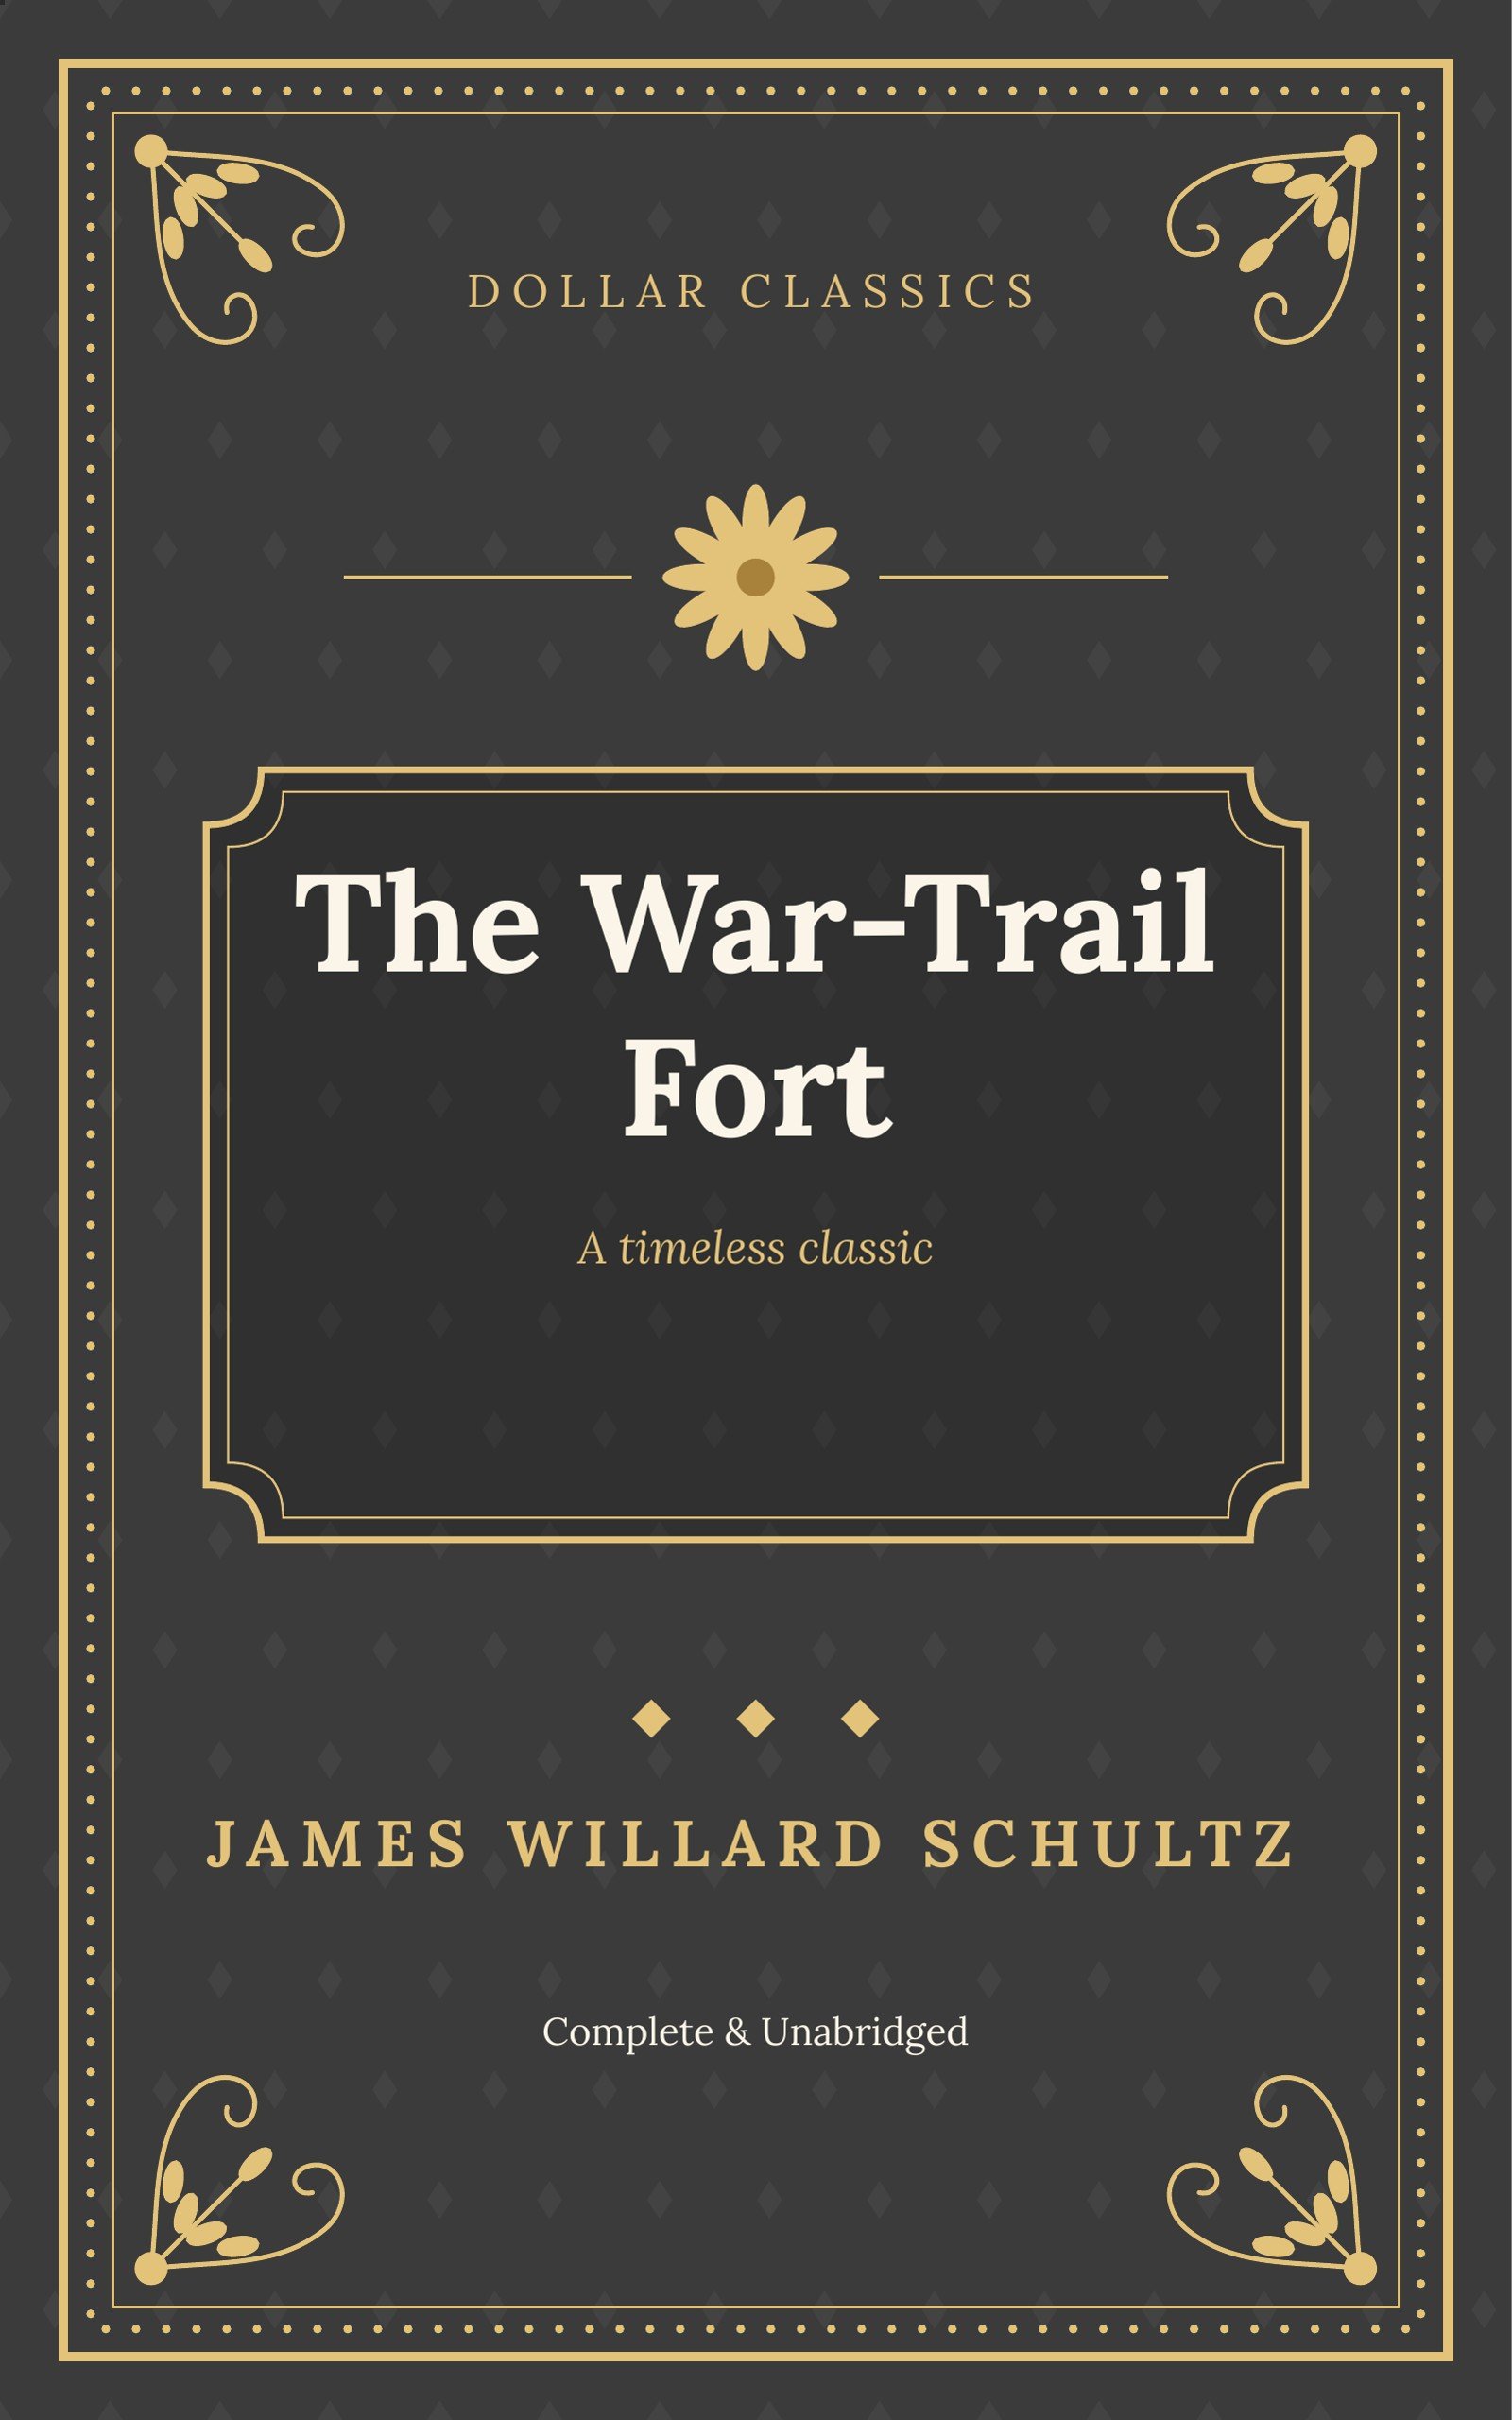 DOLLAR CLASSICS
The War-Trail
Fort
A timeless classic
JAMES WILLARD SCHULTZ
Complete & Unabridged